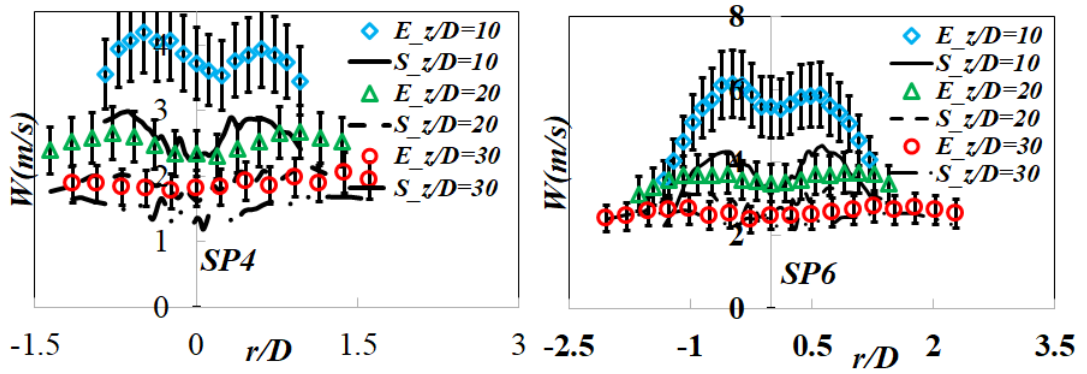 W(m/s)
3
2
1
0
-1.5
0
1.5
3
r/D
SP4
E_z/D=10
S_z/D=10
E_z/D=20
S_z/D=20
E_z/D=30
S_z/D=30
W(m/s)
8
6
4
2
0
-2.5
-1
0.5
2
3.5
r/D
SP6
E_z/D=10
S_z/D=10
E_z/D=20
S_z/D=20
E_z/D=30
S_z/D=30